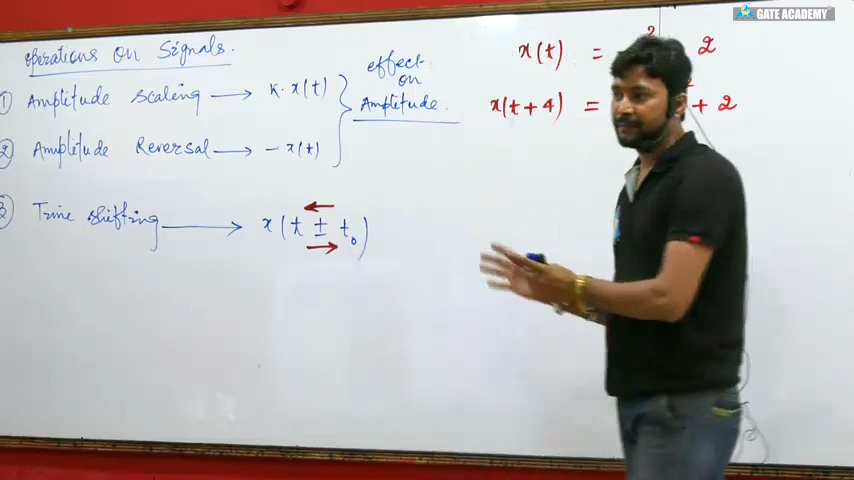 operations on Signals.
① Amplitude scaling → K. x(t)
② Amplitude Reversal → - x(t)
effect
on
Amplitude.
③ Time shifting → x(t ± t₀)
x(t) = 2 2
x(t+4) = + 2
GATE ACADEMY